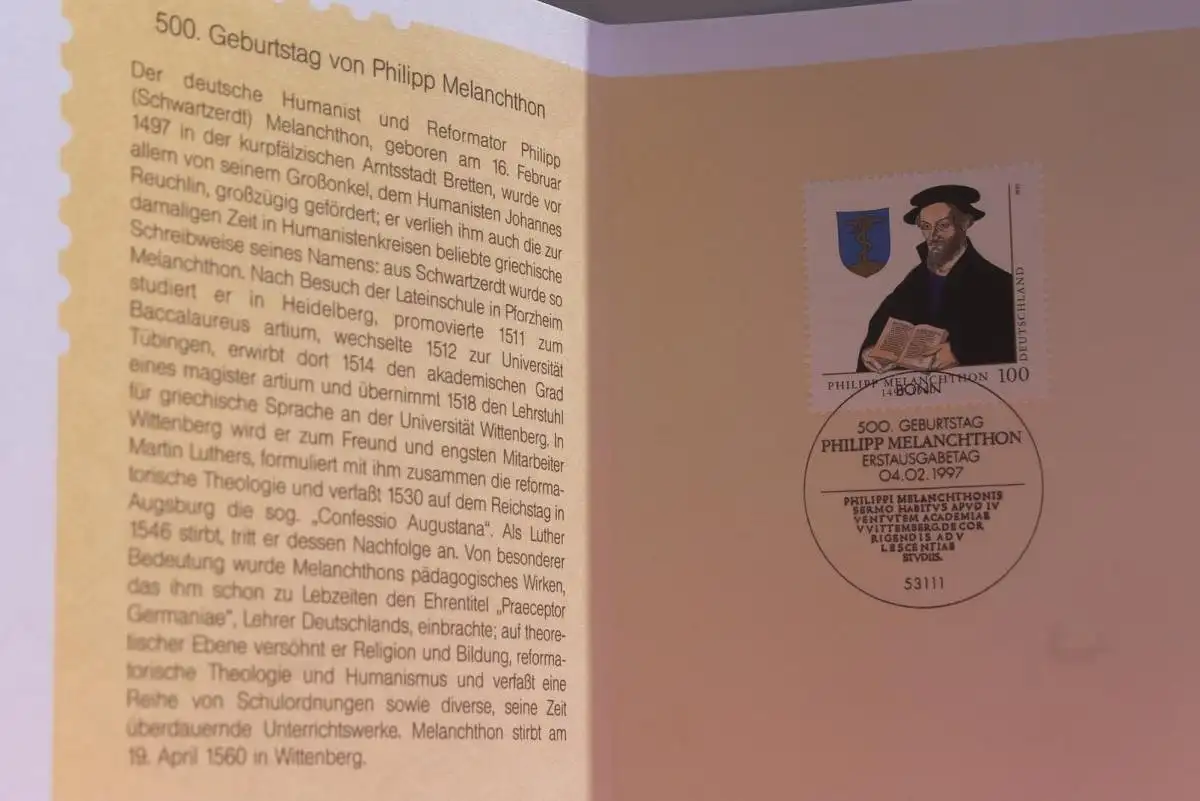 500. Geburtstag von Philipp Melanchthon
Der deutsche Humanist und Reformator Philipp
(Schwartzerdt) Melanchthon, geboren am 16. Februar
1497 in der kurpfälzischen Amtsstadt Bretten, wurde vor
allem von seinem Großonkel, dem Humanisten Johannes
Reuchlin, großzügig gefördert; er verlieh ihm auch die zur
damaligen Zeit in Humanistenkreisen beliebte griechische
Schreibweise seines Namens: aus Schwartzerdt wurde so
Melanchthon. Nach Besuch der Lateinschule in Pforzheim
studiert er in Heidelberg, promovierte 1511 zum
Baccalaureus artium, wechselte 1512 zur Universität
Tübingen, erwirbt dort 1514 den akademischen Grad
eines magister artium und übernimmt 1518 den Lehrstuhl
für griechische Sprache an der Universität Wittenberg. In
Wittenberg wird er zum Freund und engsten Mitarbeiter
Martin Luthers, formuliert mit ihm zusammen die reforma-
torische Theologie und verfaßt 1530 auf dem Reichstag in
Augsburg die sog. „Confessio Augustana“. Als Luther
1546 stirbt, tritt er dessen Nachfolge an. Von besonderer
Bedeutung wurde Melanchthons pädagogisches Wirken,
das ihm schon zu Lebzeiten den Ehrentitel „Praeceptor
Germaniae“, Lehrer Deutschlands, einbrachte; auf theore-
tischer Ebene versöhnt er Religion und Bildung, reforma-
torische Theologie und Humanismus und verfaßt eine
Reihe von Schulordnungen sowie diverse, seine Zeit
überdauernde Unterrichtswerke. Melanchthon stirbt am
19. April 1560 in Wittenberg.
DEUTSCHLAND
PHILIPP MELANCHTHON 100
BONN
500. GEBURTSTAG
PHILIPP MELANCHTHON
ERSTAUSGABETAG
04.02.1997
PHILIPPI MELANCHTHONIS
SERMO HABITVS APVD IV
VENTVTEM ACADEMIAE
VVITTEMBERG.DE COR
RIGENDIS ADV
LESCENTIAE
STVDIIS.
53111